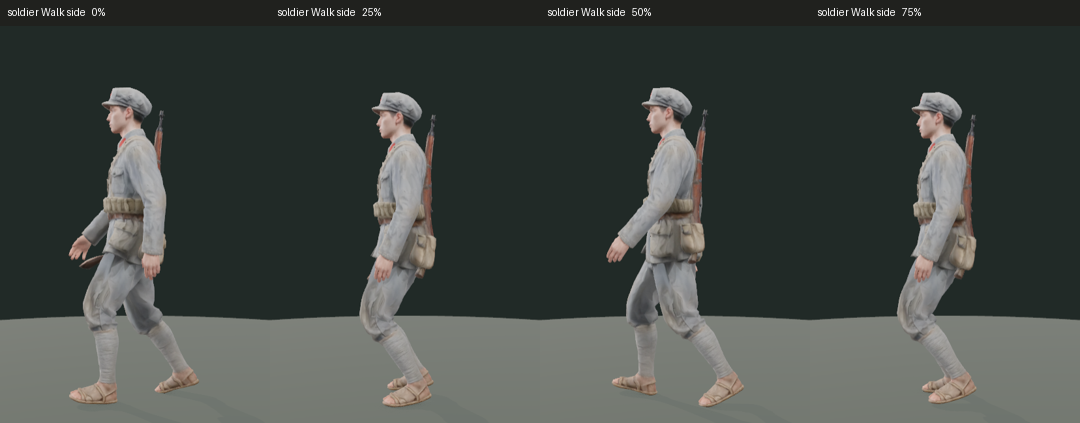 soldier Walk side 0%
soldier Walk side 25%
soldier Walk side 50%
soldier Walk side 75%